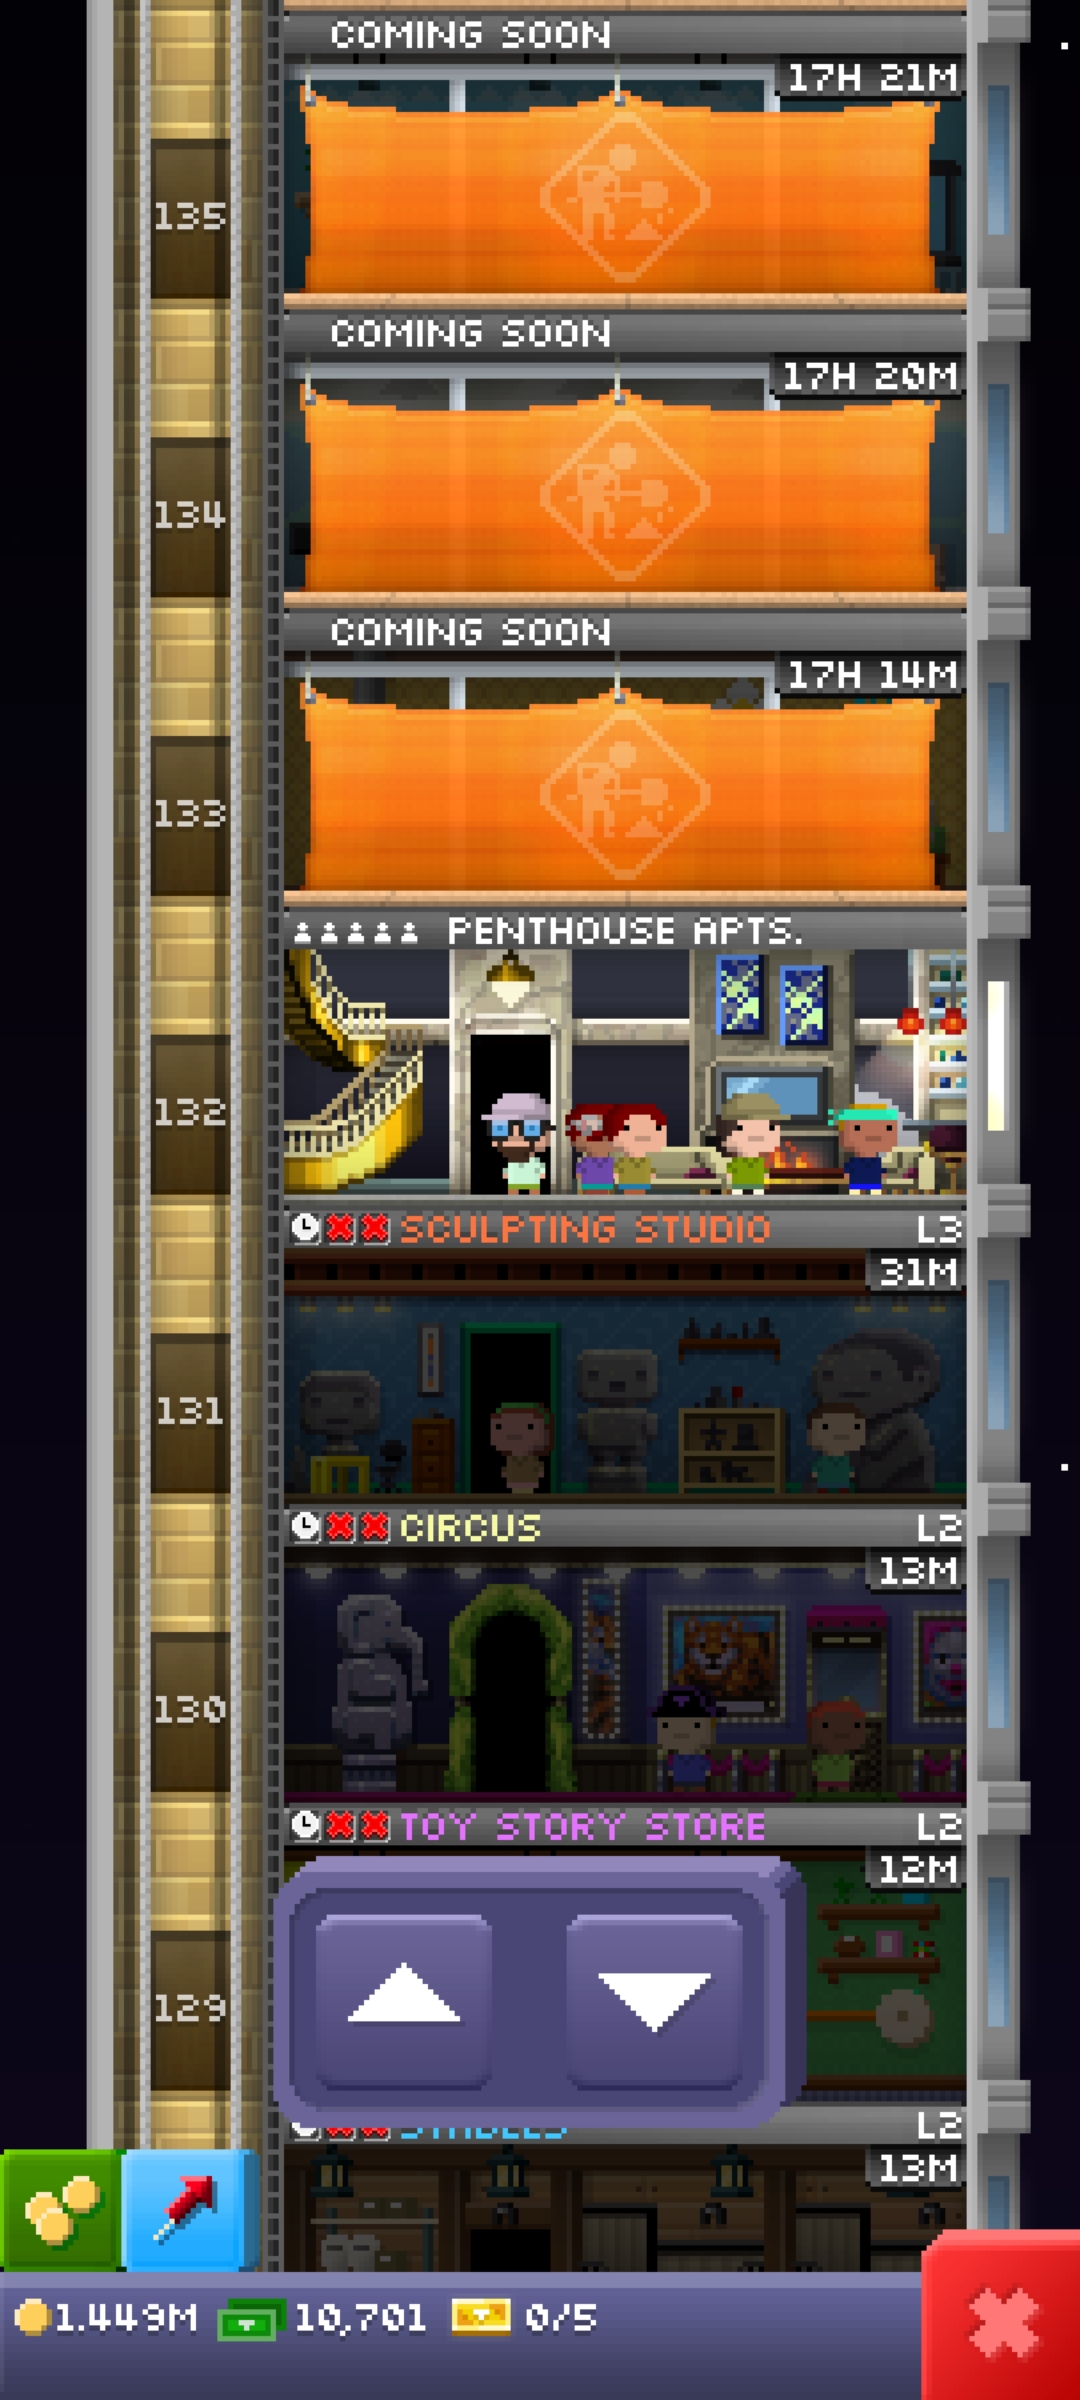 COMING SOON
17H 21M
135
COMING SOON
17H 20M
134
COMING SOON
17H 14M
133
PENTHOUSE APTS.
132
SCULPTING STUDIO L3
31M
131
CIRCUS L2
13M
130
TOY STORY STORE L2
12M
129
STABLES L2
13M
1.449M 10,701 0/5